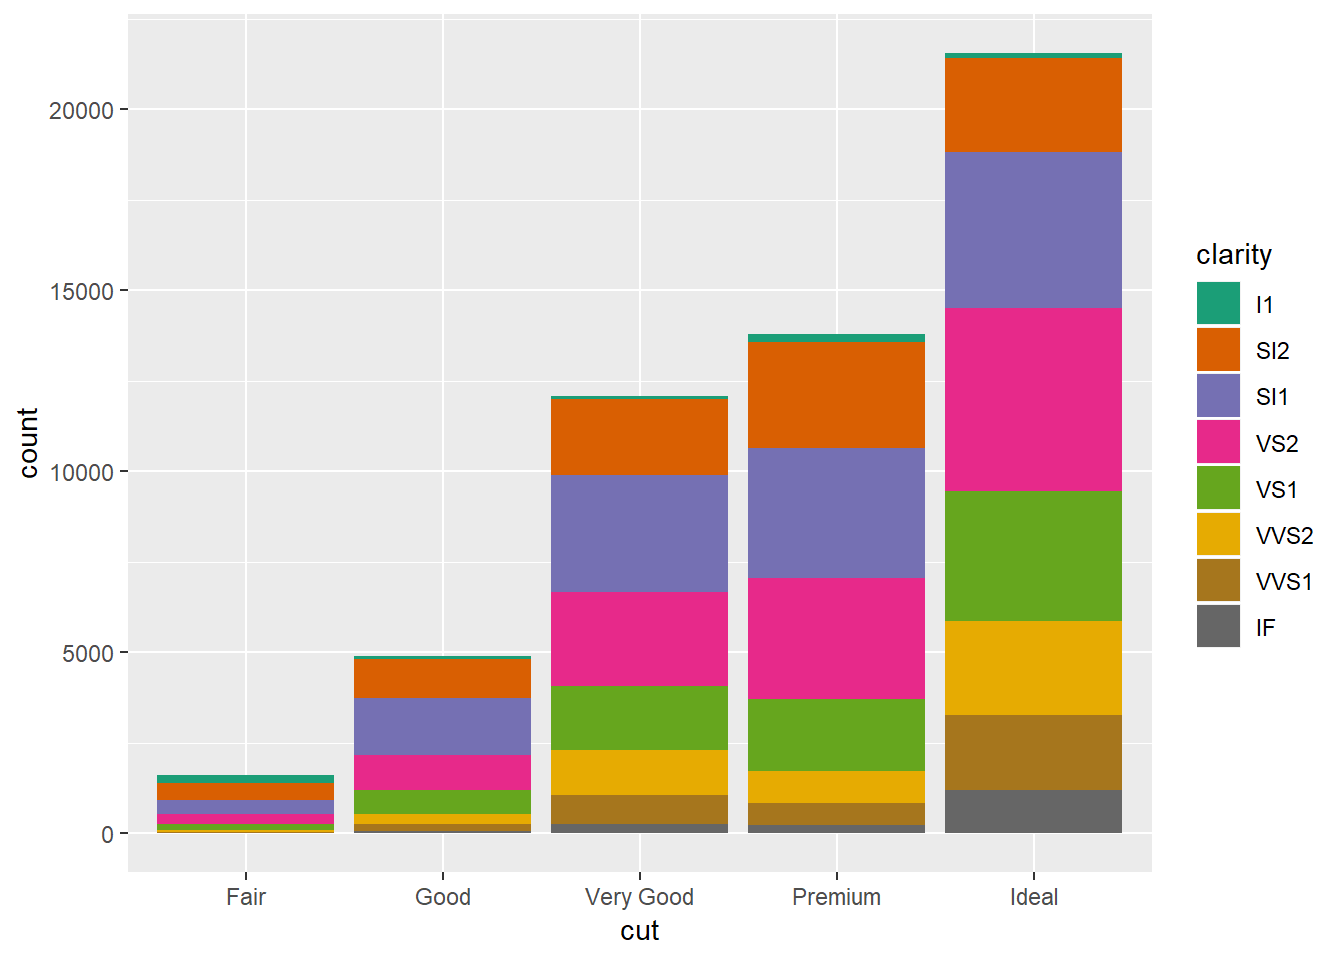 count
20000
15000
10000
5000
0
Fair Good Very Good Premium Ideal
cut
clarity
I1
SI2
SI1
VS2
VS1
VVS2
VVS1
IF